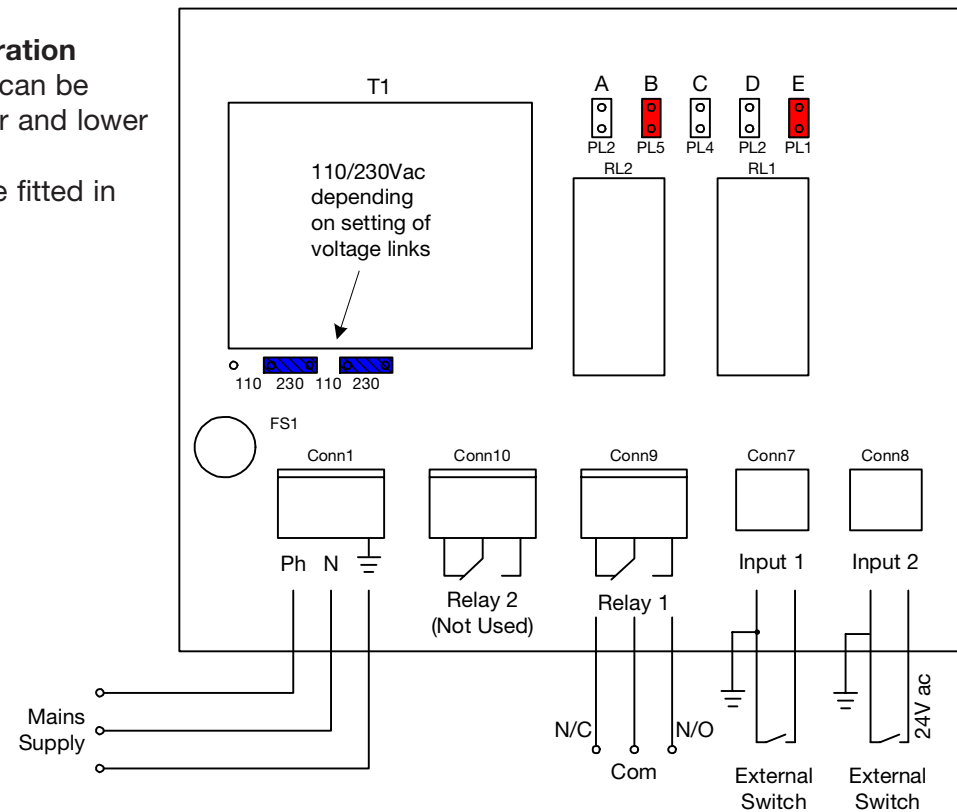 ration
can be
r and lower
e fitted in
T1
A B C D E
PL2 PL5 PL4 PL2 PL1
RL2 RL1
110/230Vac
depending
on setting of
voltage links
110 230 110 230
FS1
Conn1 Conn10 Conn9 Conn7 Conn8
Ph N
Relay 2
(Not Used)
Relay 1
Input 1 Input 2
Mains
Supply
N/C
Com
N/O
24V ac
External
Switch
External
Switch